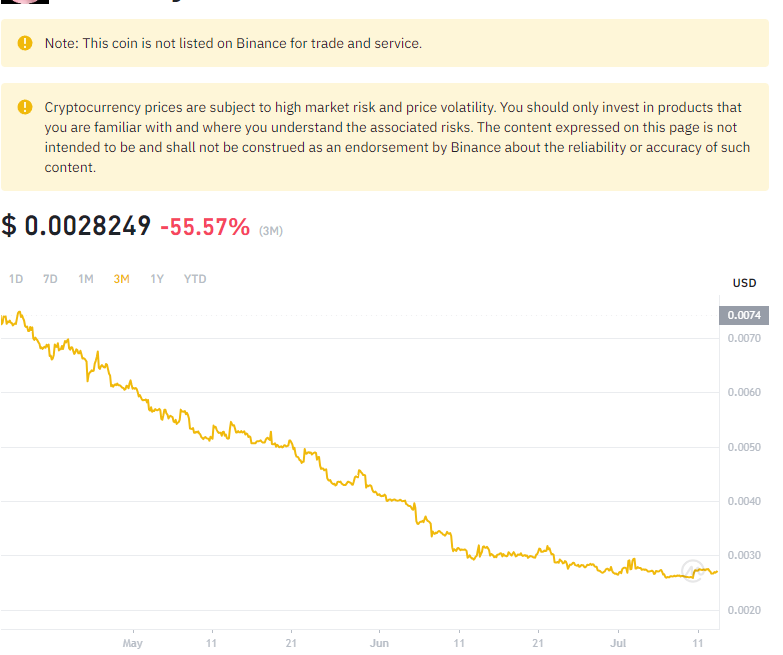 Note: This coin is not listed on Binance for trade and service.
Cryptocurrency prices are subject to high market risk and price volatility. You should only invest in products that
you are familiar with and where you understand the associated risks. The content expressed on this page is not
intended to be and shall not be construed as an endorsement by Binance about the reliability or accuracy of such
content.
$ 0.0028249 -55.57% (3M)
1D 7D 1M 3M 1Y YTD
USD
0.0074
0.0070
0.0060
0.0050
0.0040
0.0030
0.0020
May 11 21 Jun 11 21 Jul 11